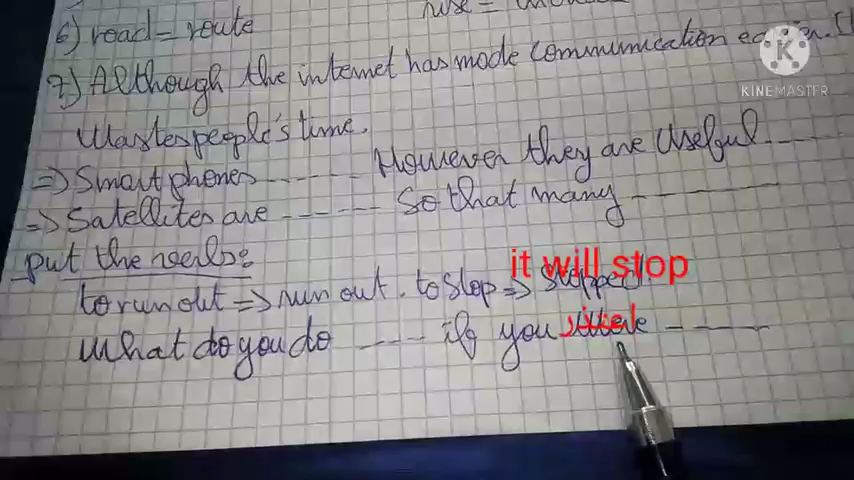 6) road = route
KINEMASTER
7) Although the internet has made communication
Wastes people's time.
=> Smart phones ------ However they are useful ----
=> Satellites are ------ So that many --------
put the verbs:
it will stop
to run out => run out. to stop => stopped.
What do you do ---- if you ------